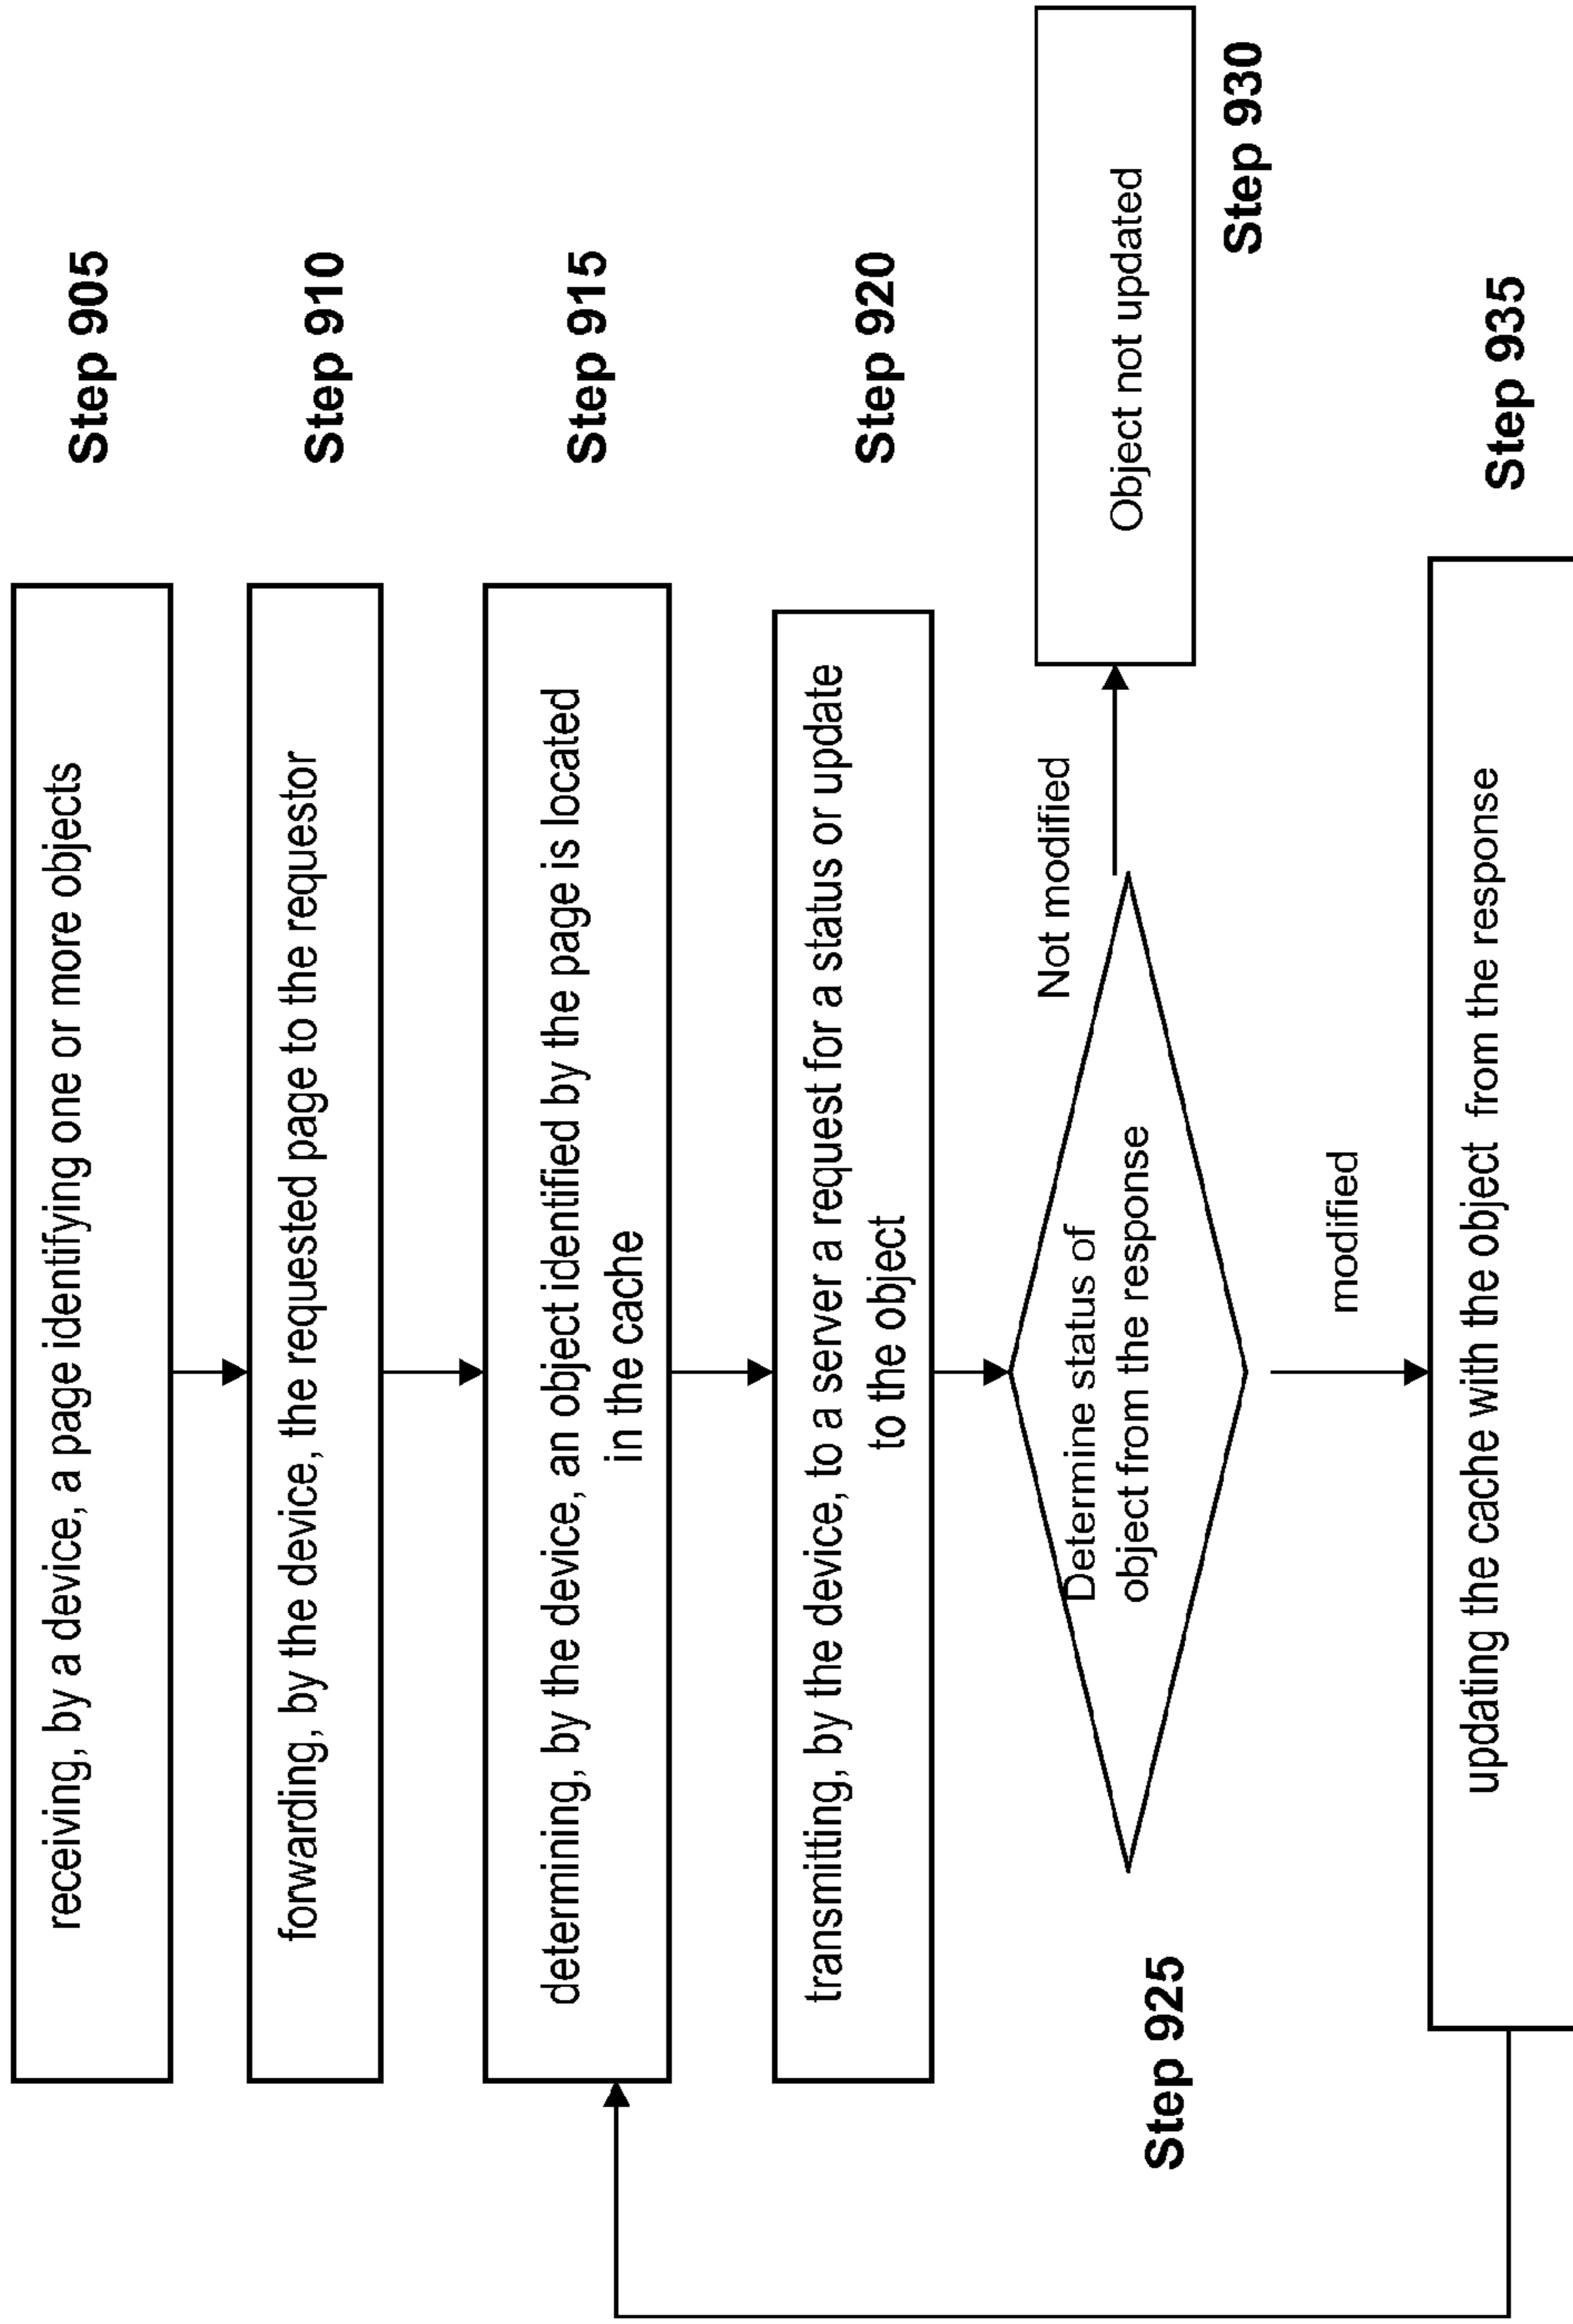 receiving, by a device, a page identifying one or more objects
Step 905
forwarding, by the device, the requested page to the requestor
Step 910
determining, by the device, an object identified by the page is located
in the cache
Step 915
transmitting, by the device, to a server a request for a status or update
to the object
Step 920
Determine status of
object from the response
Step 925
Not modified
Object not updated
Step 930
modified
updating the cache with the object from the response
Step 935